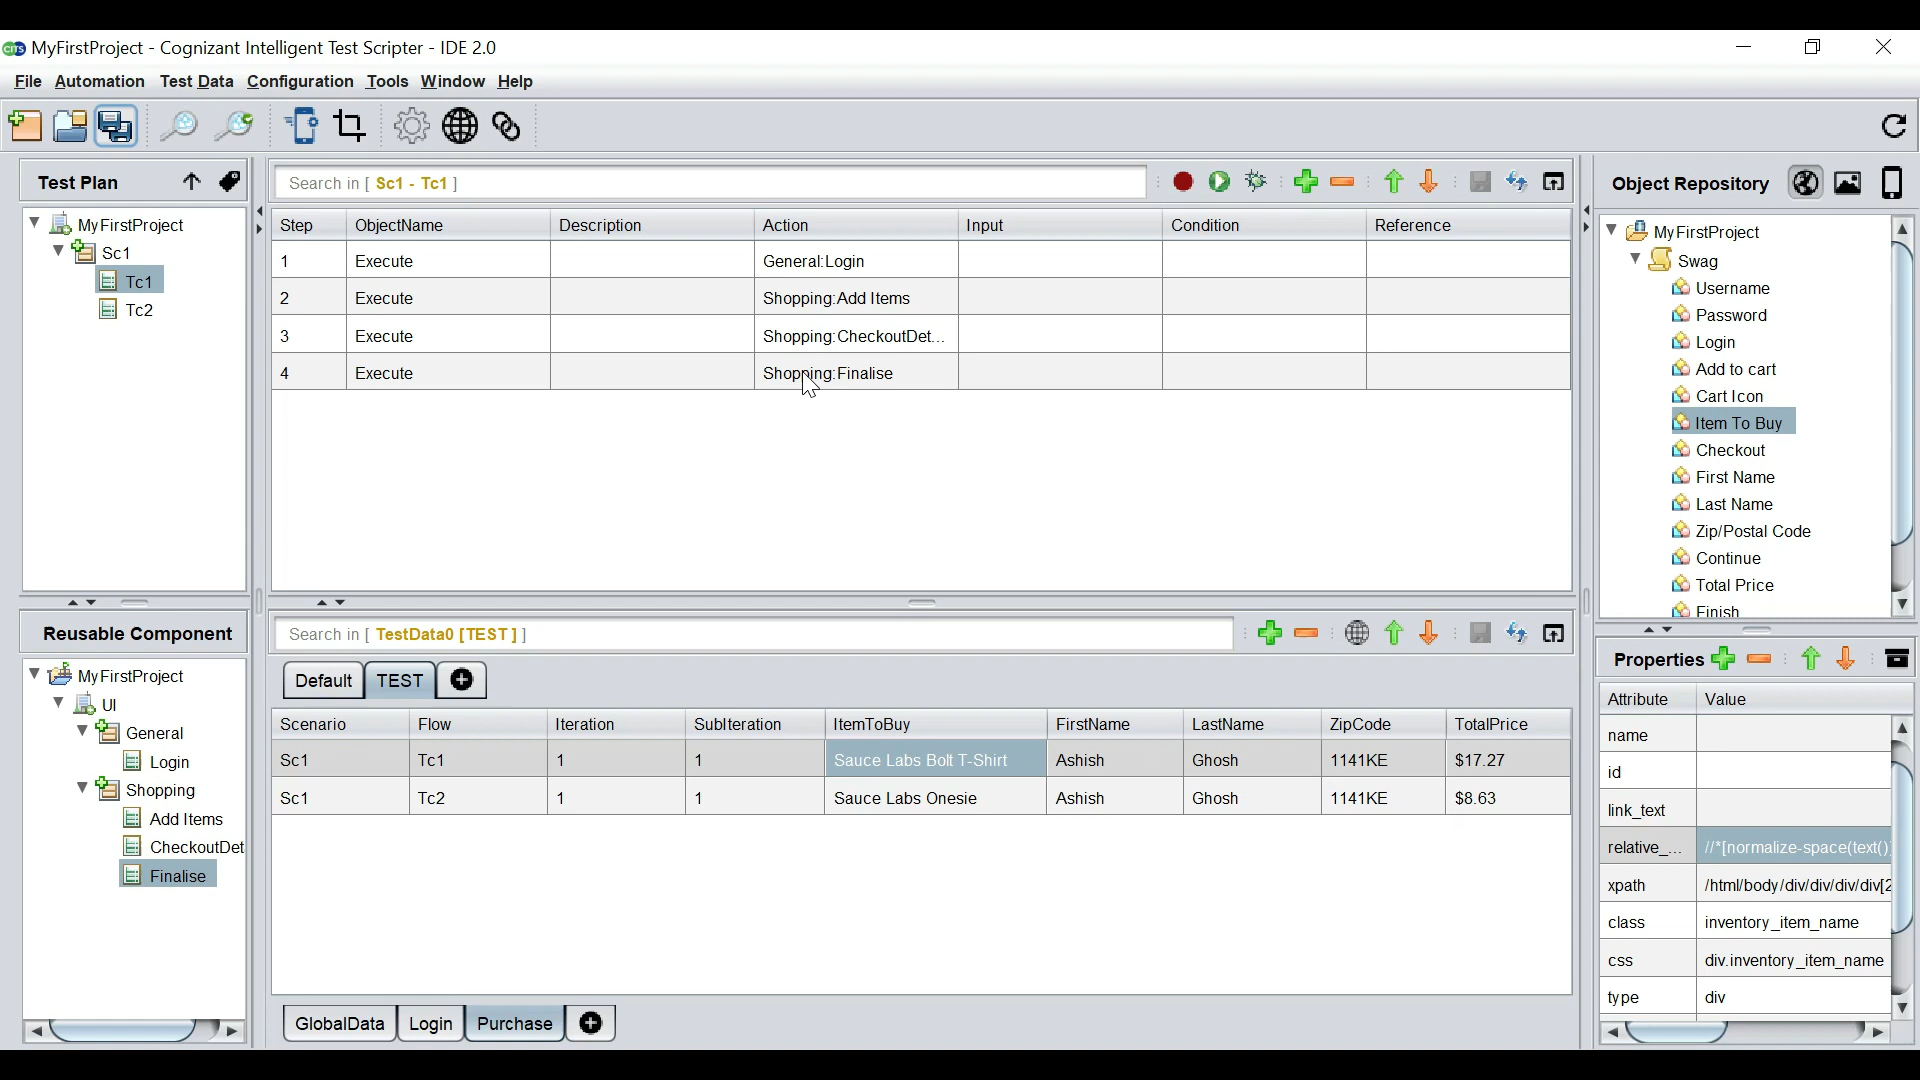 MyFirstProject - Cognizant Intelligent Test Scripter - IDE 2.0
File Automation Test Data Configuration Tools Window Help
Test Plan
MyFirstProject
Sc1
Tc1
Tc2
Search in [ Sc1 - Tc1 ]
Step ObjectName Description Action Input Condition Reference
1 Execute General:Login
2 Execute Shopping:Add Items
3 Execute Shopping:CheckoutDet...
4 Execute Shopping:Finalise
Object Repository
MyFirstProject
Swag
Username
Password
Login
Add to cart
Cart Icon
Item To Buy
Checkout
First Name
Last Name
Zip/Postal Code
Continue
Total Price
Finish
Reusable Component
MyFirstProject
UI
General
Login
Shopping
Add Items
CheckoutDet
Finalise
Search in [ TestData0 [TEST] ]
Default TEST
Scenario Flow Iteration SubIteration ItemToBuy FirstName LastName ZipCode TotalPrice
Sc1 Tc1 1 1 Sauce Labs Bolt T-Shirt Ashish Ghosh 1141KE $17.27
Sc1 Tc2 1 1 Sauce Labs Onesie Ashish Ghosh 1141KE $8.63
GlobalData Login Purchase
Properties
Attribute Value
name
id
link_text
relative_... //*[normalize-space(text()
xpath /html/body/div/div/div/div[2
class inventory_item_name
css div.inventory_item_name
type div